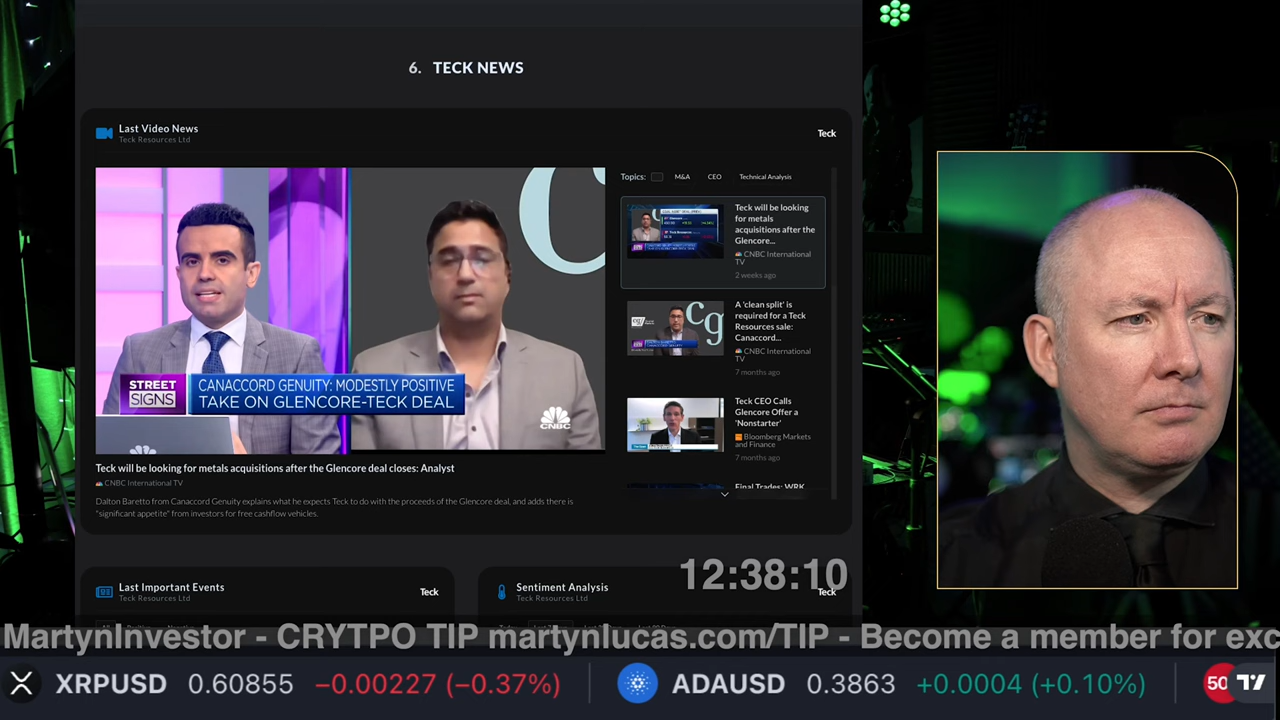 6. TECK NEWS
Last Video News
Teck Resources Ltd
Teck
STREET
SIGNS
CANACCORD GENUITY: MODESTLY POSITIVE
TAKE ON GLENCORE-TECK DEAL
CNBC
Teck will be looking for metals acquisitions after the Glencore deal closes: Analyst
CNBC International TV
Dalton Baretto from Canaccord Genuity explains what he expects Teck to do with the proceeds of the Glencore deal, and adds there is
"significant appetite" from investors for free cashflow vehicles.
Topics:
M&A
CEO
Technical Analysis
Teck will be looking
for metals
acquisitions after the
Glencore...
CNBC International
TV
2 weeks ago
A 'clean split' is
required for a Teck
Resources sale:
Canaccord...
CNBC International
TV
7 months ago
cg
Teck CEO Calls
Glencore Offer a
'Nonstarter'
Bloomberg Markets
and Finance
7 months ago
Final Trades: WRK
Last Important Events
Teck Resources Ltd
Teck
Sentiment Analysis
Teck Resources Ltd
Teck
12:38:10
MartynInvestor - CRYTPO TIP martynlucas.com/TIP - Become a member for exc
XRPUSD 0.60855 −0.00227 (−0.37%)
ADAUSD 0.3863 +0.0004 (+0.10%)
50